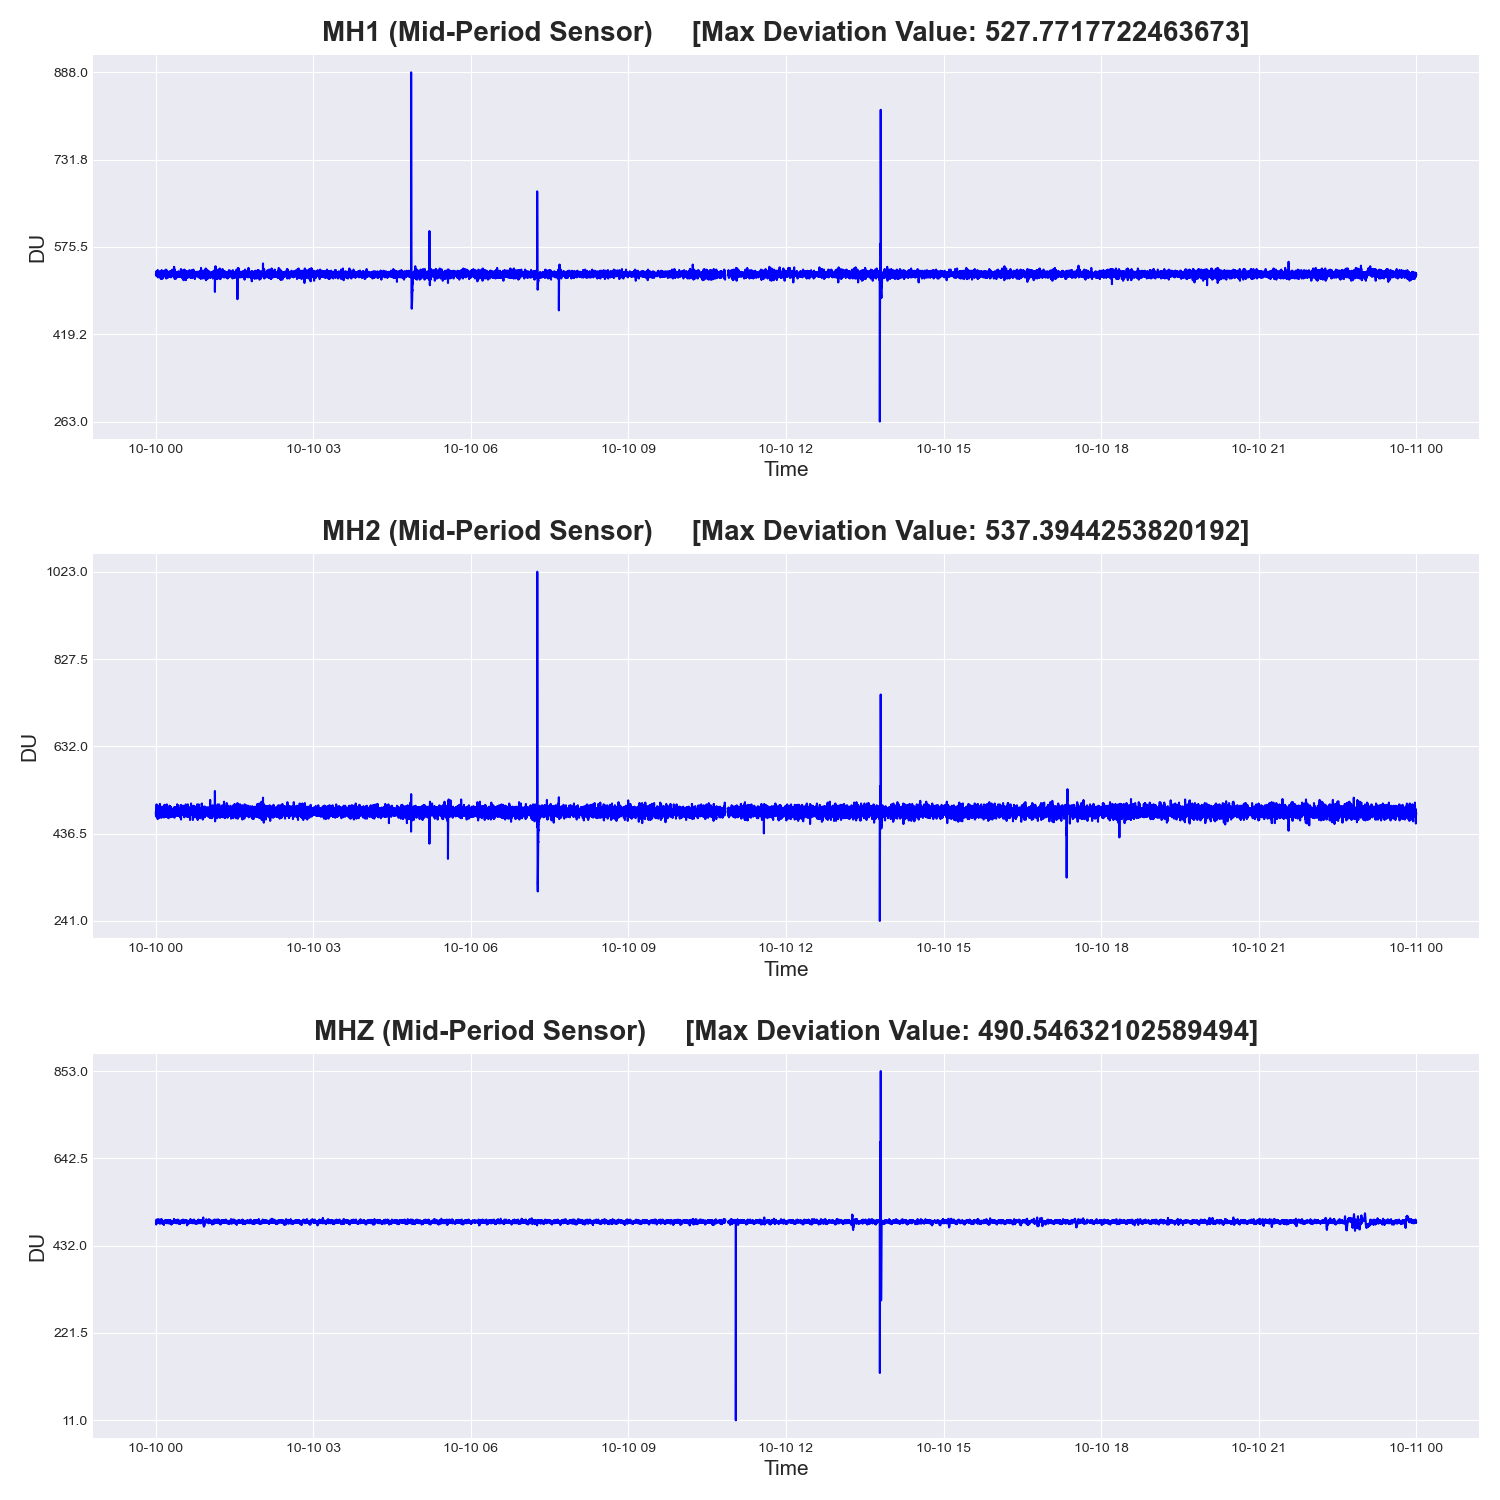 MH1 (Mid-Period Sensor)     [Max Deviation Value: 527.7717722463673]
888.0
731.8
575.5
419.2
263.0
DU
10-10 00 10-10 03 10-10 06 10-10 09 10-10 12 10-10 15 10-10 18 10-10 21 10-11 00
Time
MH2 (Mid-Period Sensor)     [Max Deviation Value: 537.3944253820192]
1023.0
827.5
632.0
436.5
241.0
DU
10-10 00 10-10 03 10-10 06 10-10 09 10-10 12 10-10 15 10-10 18 10-10 21 10-11 00
Time
MHZ (Mid-Period Sensor)     [Max Deviation Value: 490.54632102589494]
853.0
642.5
432.0
221.5
11.0
DU
10-10 00 10-10 03 10-10 06 10-10 09 10-10 12 10-10 15 10-10 18 10-10 21 10-11 00
Time